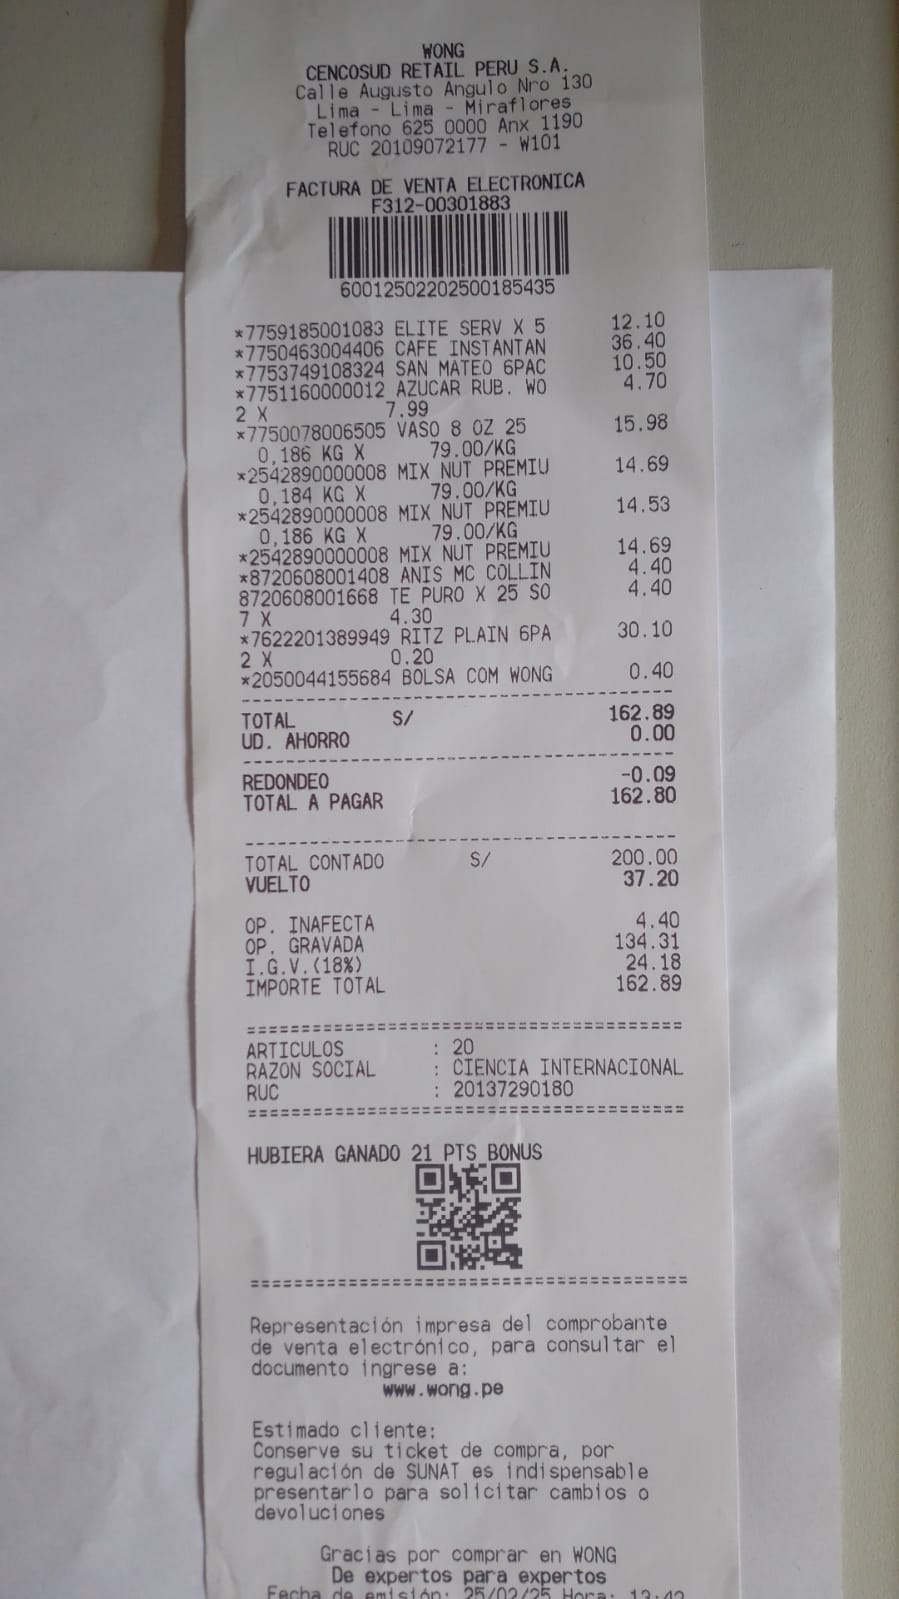 WONG
CENCOSUD RETAIL PERU S.A.
Calle Augusto Angulo Nro 130
Lima - Lima - Miraflores
Telefono 625 0000 Anx 1190
RUC 20109072177 - W101
FACTURA DE VENTA ELECTRONICA
F312-00301883
60012502202500185435
*7759185001083 ELITE SERV X 5 12.10
*7750463004406 CAFE INSTANTAN 36.40
*7753749108324 SAN MATEO 6PAC 10.50
*7751160000012 AZUCAR RUB. WO 4.70
2 X 7.99
*7750078006505 VASO 8 OZ 25 15.98
0,186 KG X 79.00/KG
*2542890000008 MIX NUT PREMIU 14.69
0,184 KG X 79.00/KG
*2542890000008 MIX NUT PREMIU 14.53
0,186 KG X 79.00/KG
*2542890000008 MIX NUT PREMIU 14.69
*8720608001408 ANIS MC COLLIN 4.40
8720608001668 TE PURO X 25 SO 4.40
7 X 4.30
*7622201389949 RITZ PLAIN 6PA 30.10
2 X 0.20
*2050044155684 BOLSA COM WONG 0.40
----------------------------------------
TOTAL S/ 162.89
UD. AHORRO 0.00
----------------------------------------
REDONDEO -0.09
TOTAL A PAGAR 162.80
----------------------------------------
TOTAL CONTADO S/ 200.00
VUELTO 37.20
OP. INAFECTA 4.40
OP. GRAVADA 134.31
I.G.V.(18%) 24.18
IMPORTE TOTAL 162.89
========================================
ARTICULOS : 20
RAZON SOCIAL : CIENCIA INTERNACIONAL
RUC : 20137290180
========================================
HUBIERA GANADO 21 PTS BONUS
========================================
Representación impresa del comprobante
de venta electrónico, para consultar el
documento ingrese a:
www.wong.pe
Estimado cliente:
Conserve su ticket de compra, por
regulación de SUNAT es indispensable
presentarlo para solicitar cambios o
devoluciones
Gracias por comprar en WONG
De expertos para expertos
Fecha de emisión: 25/02/25 Hora: